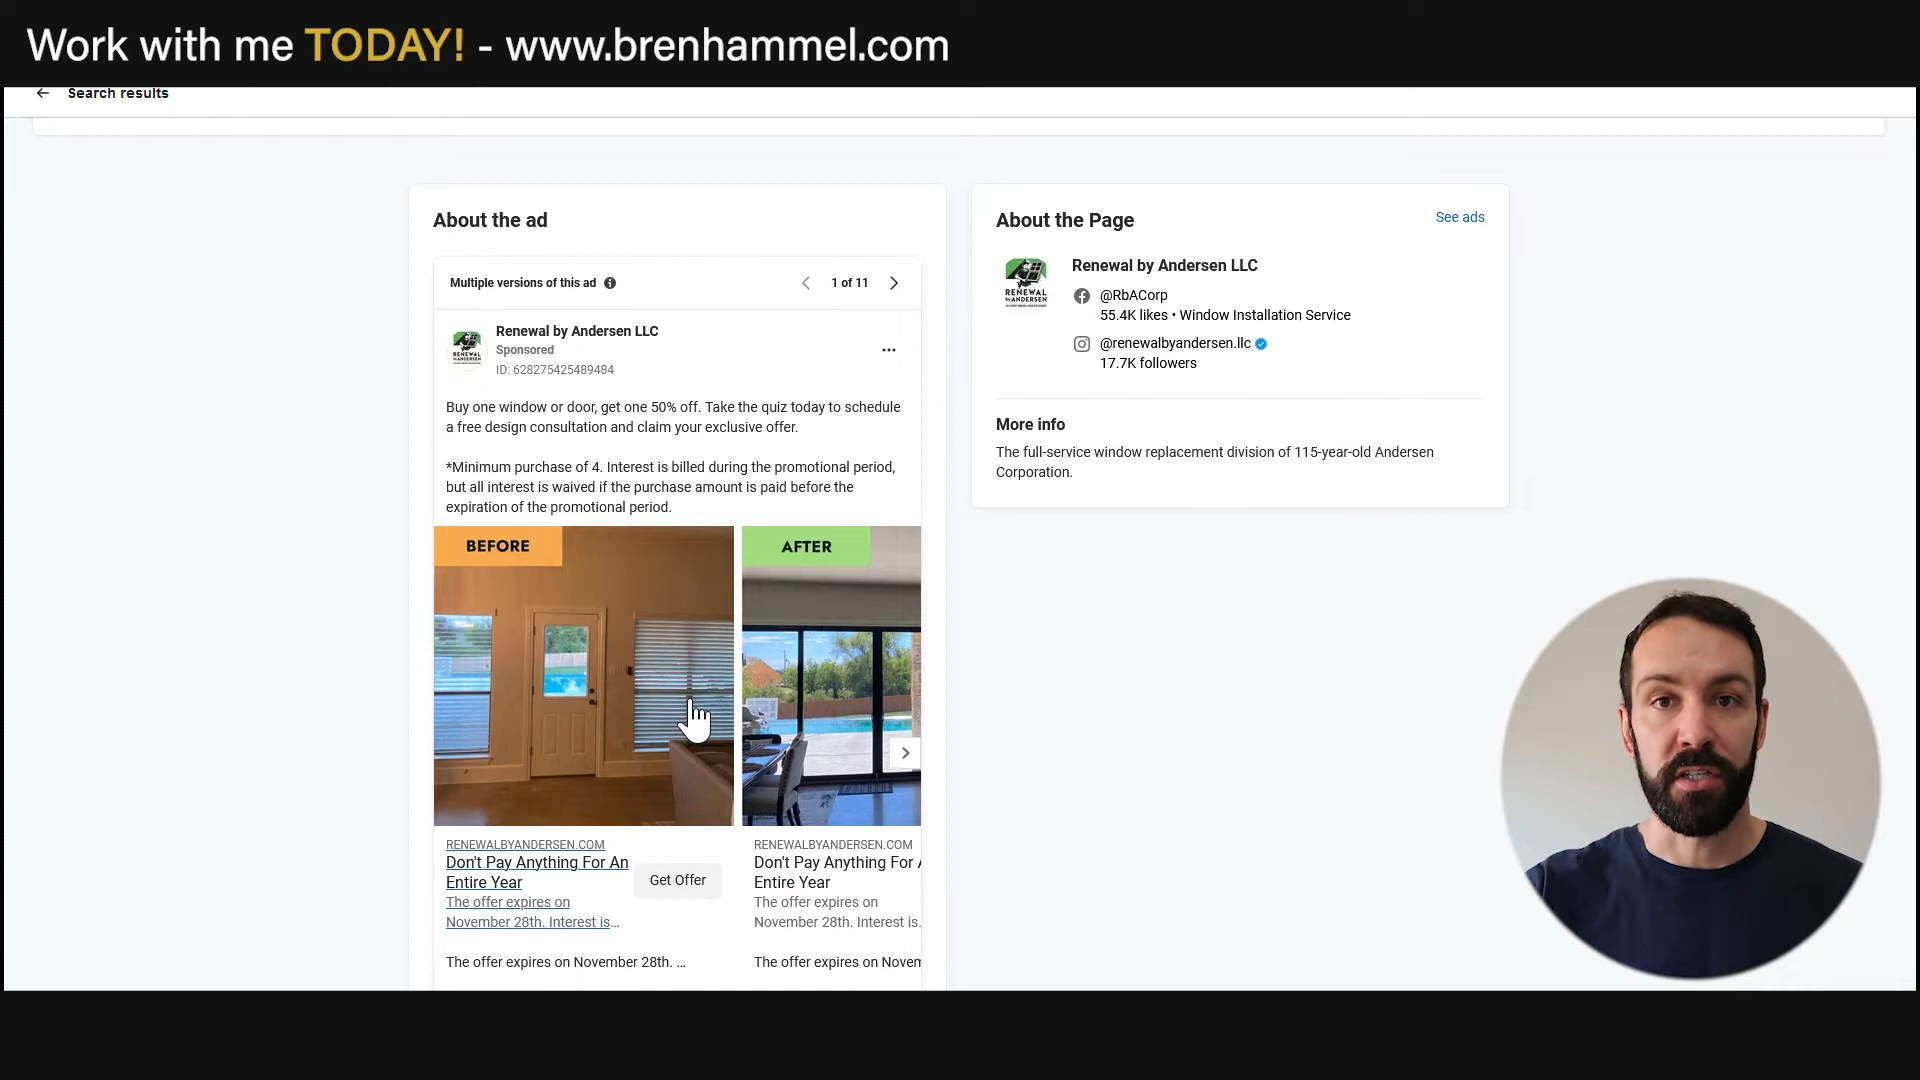 Work with me TODAY! - www.brenhammel.com
Search results
About the ad
Multiple versions of this ad
1 of 11
Renewal by Andersen LLC
Sponsored
ID: 628275425489484
Buy one window or door, get one 50% off. Take the quiz today to schedule
a free design consultation and claim your exclusive offer.
*Minimum purchase of 4. Interest is billed during the promotional period,
but all interest is waived if the purchase amount is paid before the
expiration of the promotional period.
BEFORE
AFTER
RENEWALBYANDERSEN.COM
Don't Pay Anything For An
Entire Year
The offer expires on
November 28th. Interest is...
Get Offer
The offer expires on November 28th. ...
RENEWALBYANDERSEN.COM
Don't Pay Anything For
Entire Year
The offer expires on
November 28th. Interest is.
The offer expires on
About the Page
See ads
RENEWAL
by ANDERSEN
Renewal by Andersen LLC
@RbACorp
55.4K likes • Window Installation Service
@renewalbyandersen.llc
17.7K followers
More info
The full-service window replacement division of 115-year-old Andersen
Corporation.